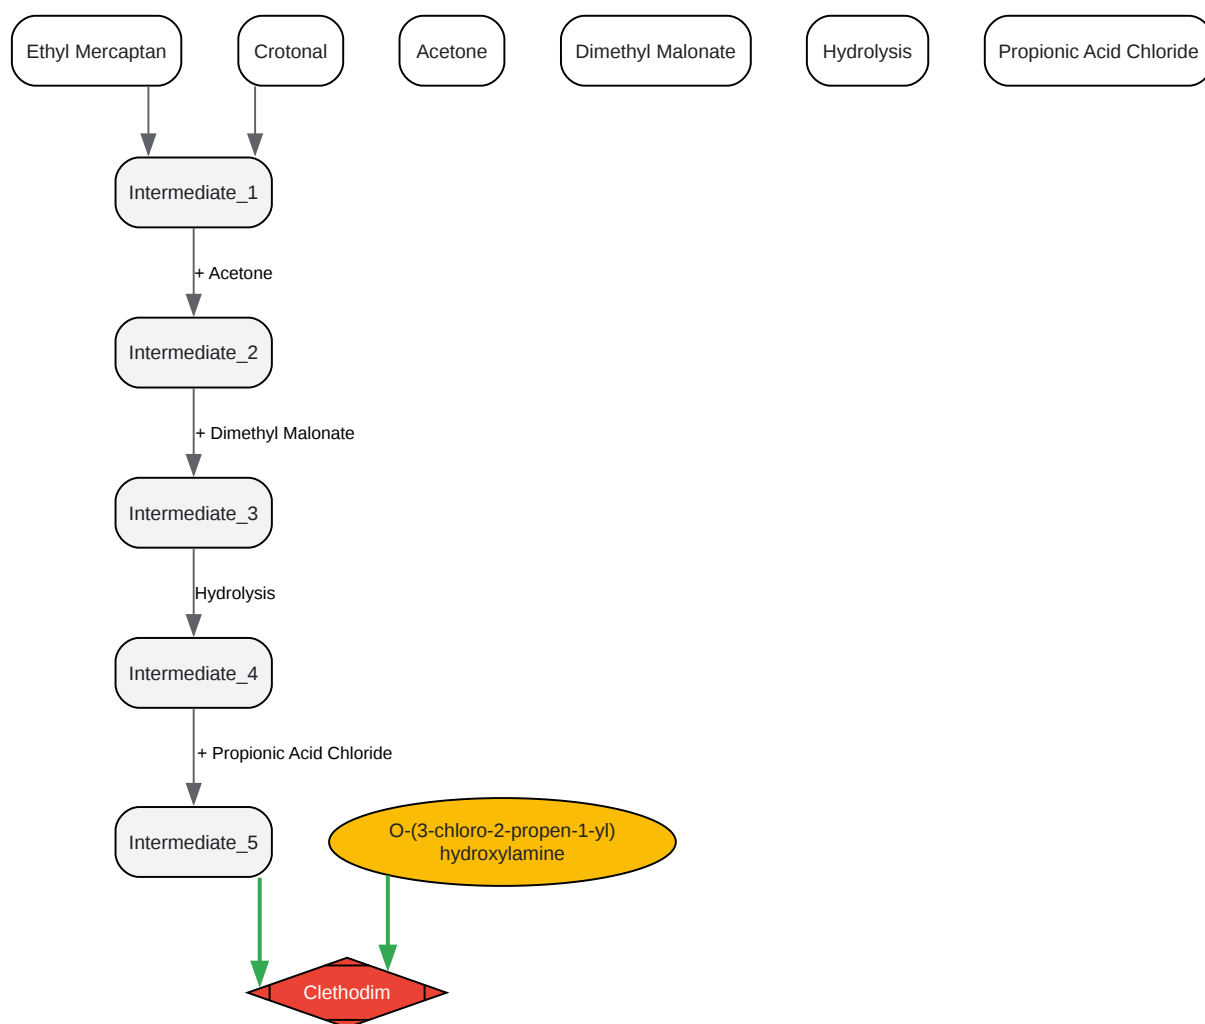 Ethyl Mercaptan
Crotonal
Acetone
Dimethyl Malonate
Hydrolysis
Propionic Acid Chloride
Intermediate_1
+ Acetone
Intermediate_2
+ Dimethyl Malonate
Intermediate_3
Hydrolysis
Intermediate_4
+ Propionic Acid Chloride
Intermediate_5
O-(3-chloro-2-propen-1-yl)
hydroxylamine
Clethodim